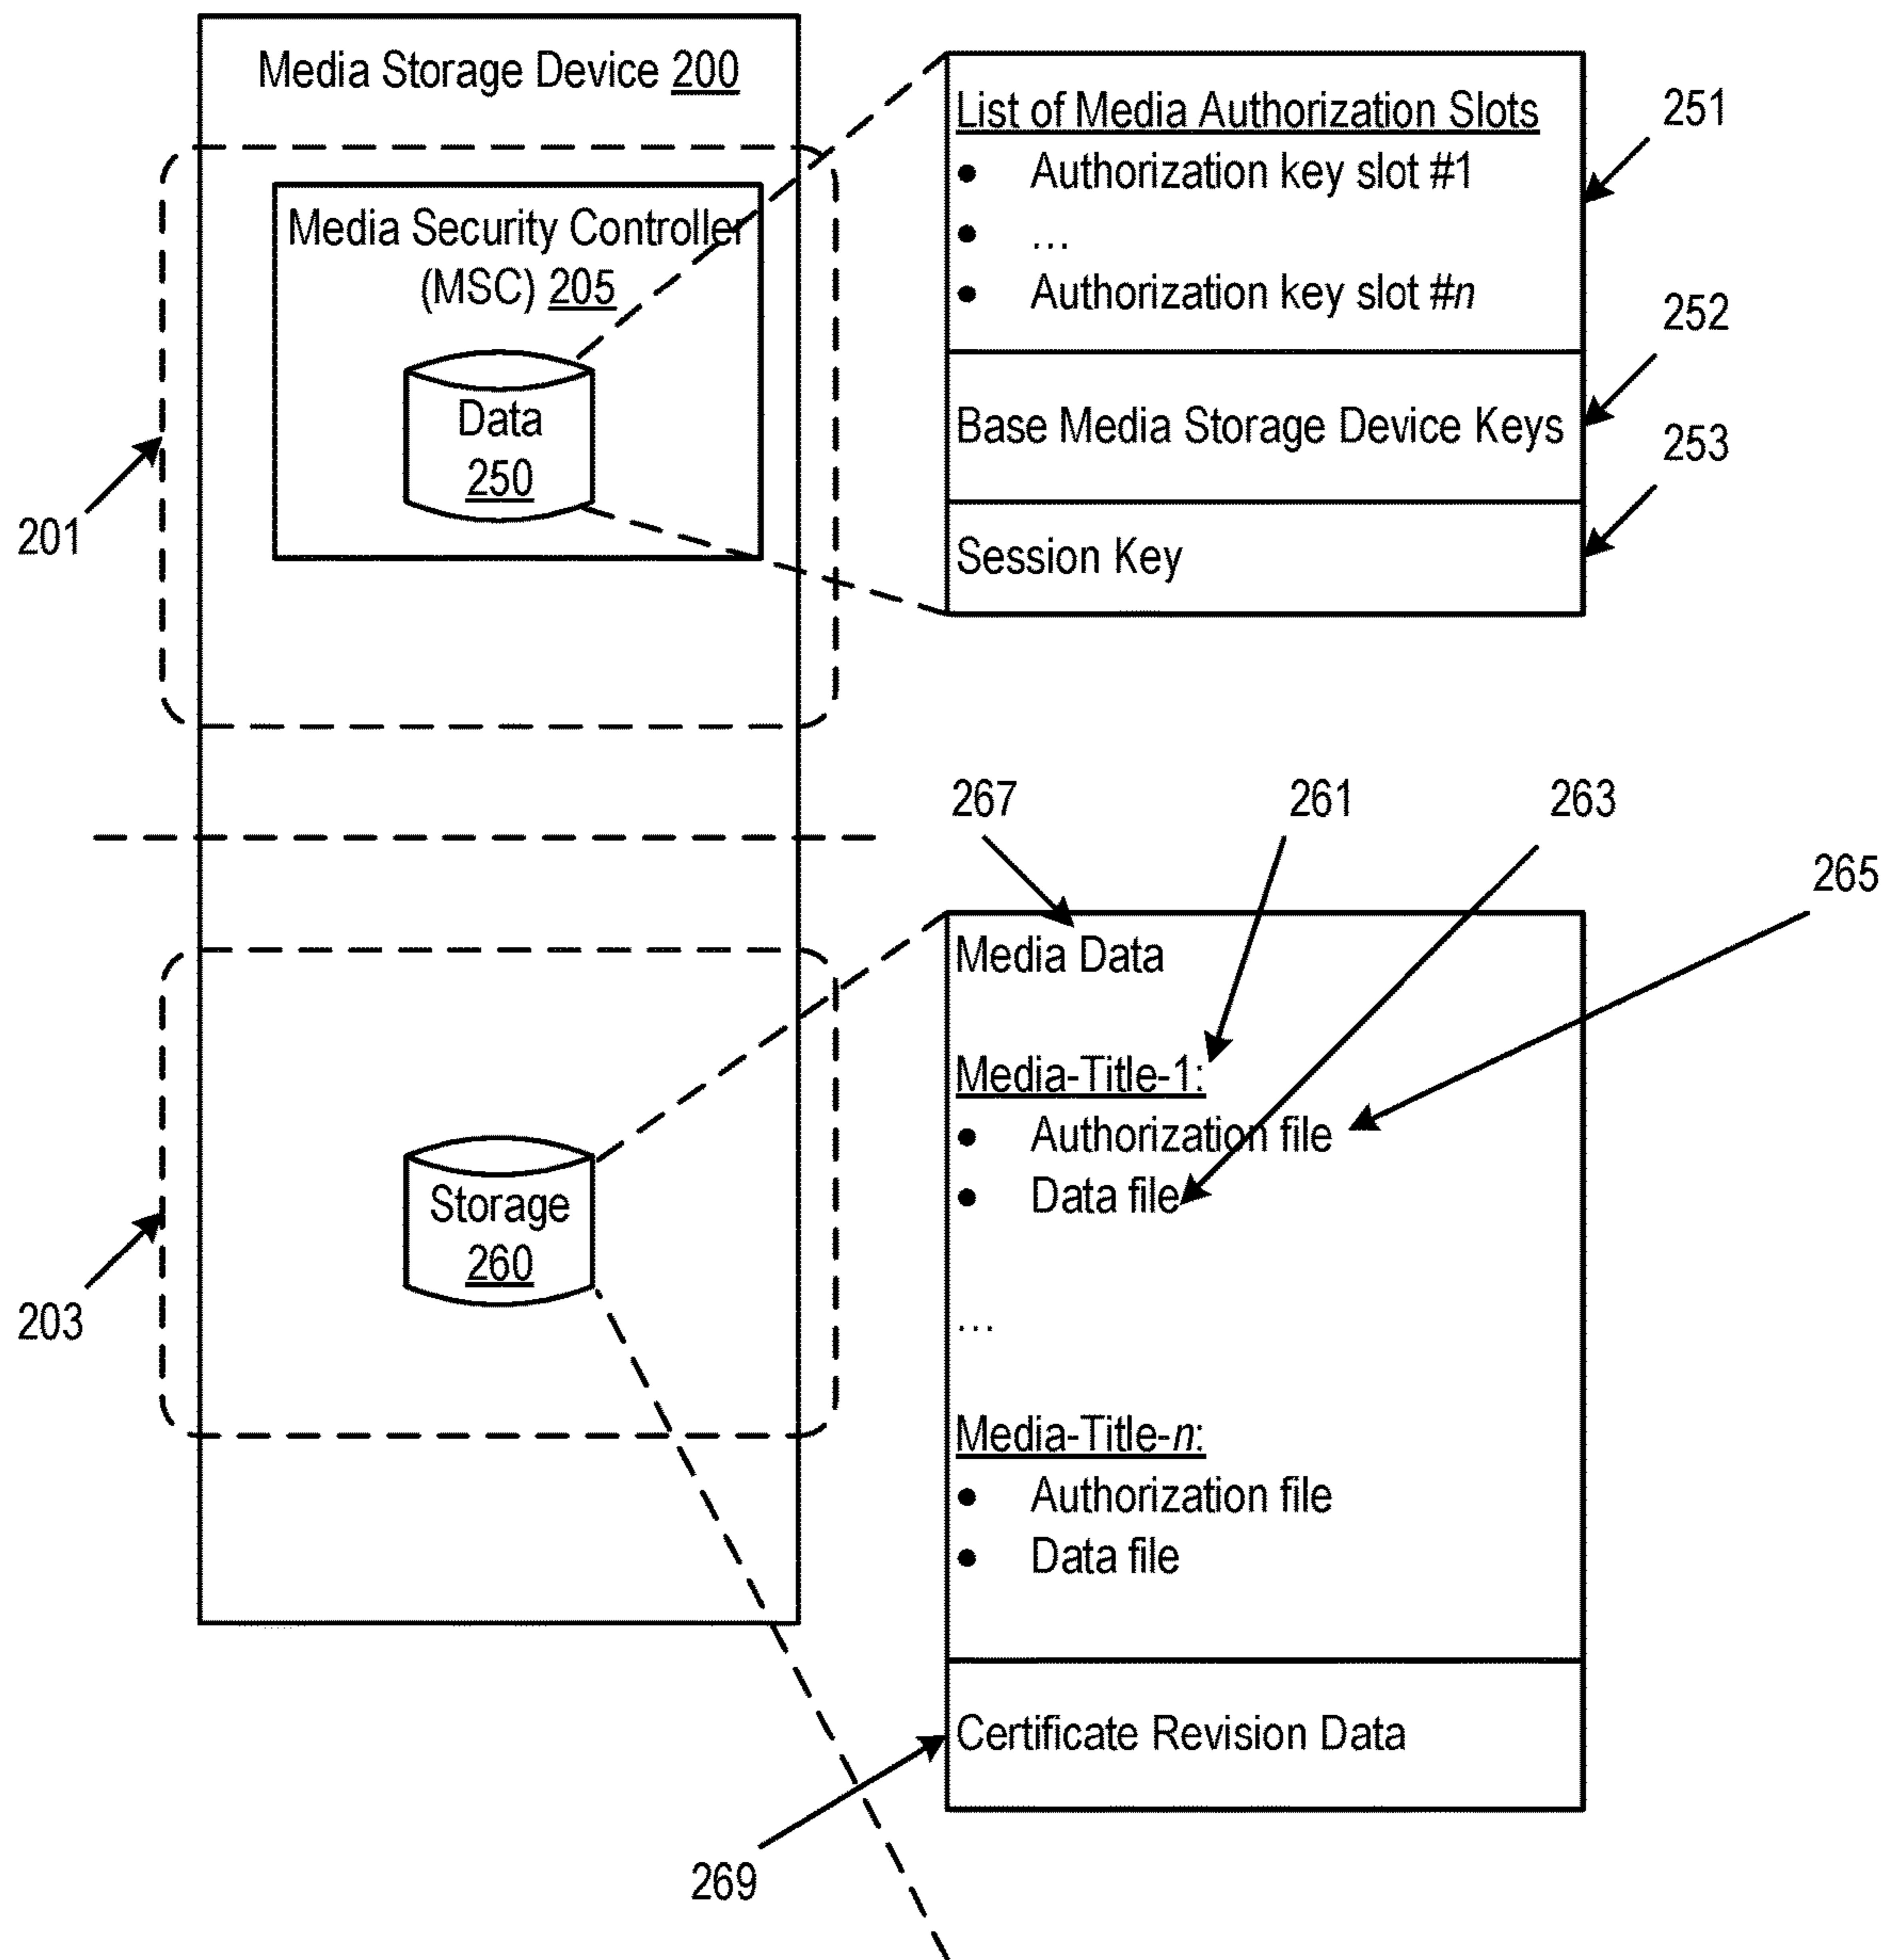 Media Storage Device 200
Media Security Controller
(MSC) 205
Data
250
201
List of Media Authorization Slots
• Authorization key slot #1
• ...
• Authorization key slot #n
251
252
Base Media Storage Device Keys
253
Session Key
267
261
263
265
Media Data
Media-Title-1:
• Authorization file
• Data file
...
Media-Title-n:
• Authorization file
• Data file
Storage
260
203
Certificate Revision Data
269